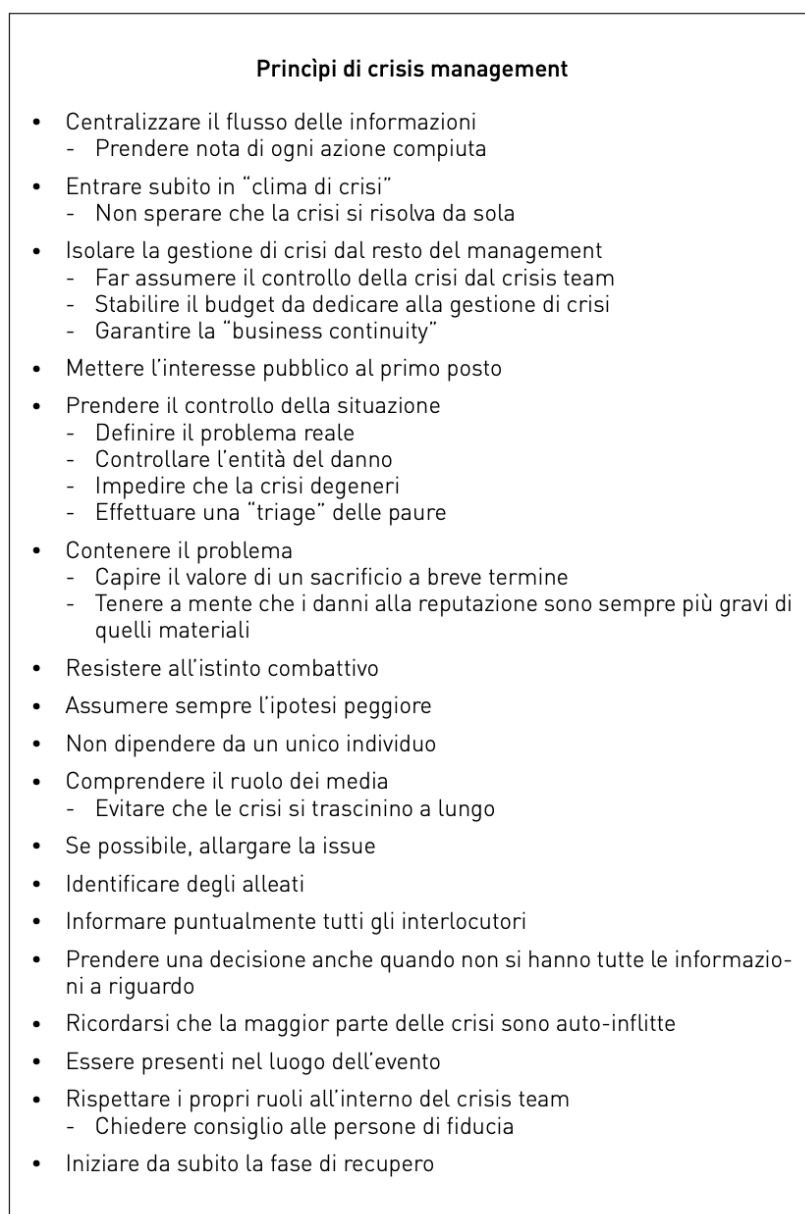 Princìpi di crisis management
• Centralizzare il flusso delle informazioni
- Prendere nota di ogni azione compiuta
• Entrare subito in “clima di crisi”
- Non sperare che la crisi si risolva da sola
• Isolare la gestione di crisi dal resto del management
- Far assumere il controllo della crisi dal crisis team
- Stabilire il budget da dedicare alla gestione di crisi
- Garantire la “business continuity”
• Mettere l’interesse pubblico al primo posto
• Prendere il controllo della situazione
- Definire il problema reale
- Controllare l’entità del danno
- Impedire che la crisi degeneri
- Effettuare una “triage” delle paure
• Contenere il problema
- Capire il valore di un sacrificio a breve termine
- Tenere a mente che i danni alla reputazione sono sempre più gravi di
quelli materiali
• Resistere all’istinto combattivo
• Assumere sempre l’ipotesi peggiore
• Non dipendere da un unico individuo
• Comprendere il ruolo dei media
- Evitare che le crisi si trascinino a lungo
• Se possibile, allargare la issue
• Identificare degli alleati
• Informare puntualmente tutti gli interlocutori
• Prendere una decisione anche quando non si hanno tutte le informazio-
ni a riguardo
• Ricordarsi che la maggior parte delle crisi sono auto-inflitte
• Essere presenti nel luogo dell’evento
• Rispettare i propri ruoli all’interno del crisis team
- Chiedere consiglio alle persone di fiducia
• Iniziare da subito la fase di recupero